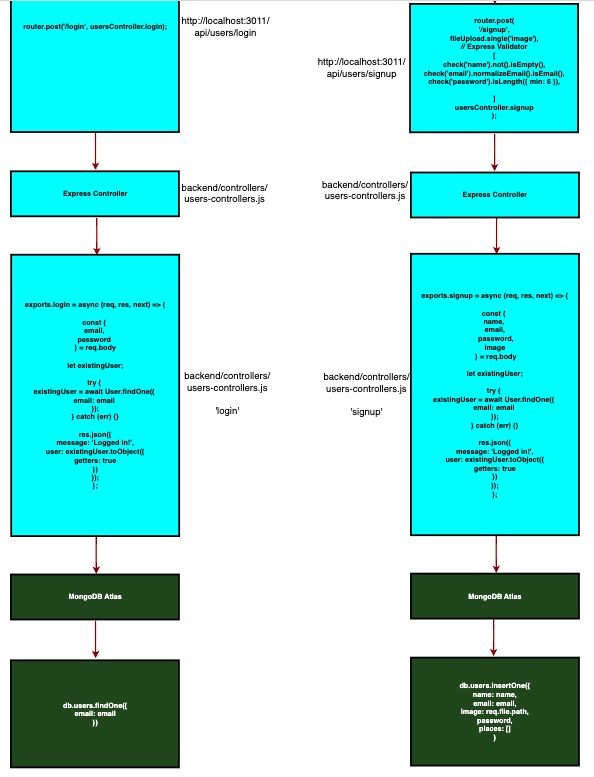 router.post('/login', usersController.login);
http://localhost:3011/
api/users/login
Express Controller
backend/controllers/
users-controllers.js
exports.login = async (req, res, next) => {
const {
email,
password
} = req.body
let existingUser;
try {
existingUser = await User.findOne({
email: email
});
} catch (err) {}
res.json({
message: 'Logged in!',
user: existingUser.toObject({
getters: true
})
});
};
backend/controllers/
users-controllers.js
'login'
MongoDB Atlas
db.users.findOne({
email: email
})
router.post(
'/signup',
fileUpload.single('image'),
// Express Validator
[
check('name').not().isEmpty(),
check('email').normalizeEmail().isEmail(),
check('password').isLength({ min: 6 }),
]
usersController.signup
);
http://localhost:3011/
api/users/signup
Express Controller
backend/controllers/
users-controllers.js
exports.signup = async (req, res, next) => {
const {
name,
email,
password,
image
} = req.body
let existingUser;
try {
existingUser = await User.findOne({
email: email
});
} catch (err) {}
res.json({
message: 'Logged in!',
user: existingUser.toObject({
getters: true
})
});
};
backend/controllers/
users-controllers.js
'signup'
MongoDB Atlas
db.users.insertOne({
name: name,
email: email,
image: req.file.path,
password,
places: []
}